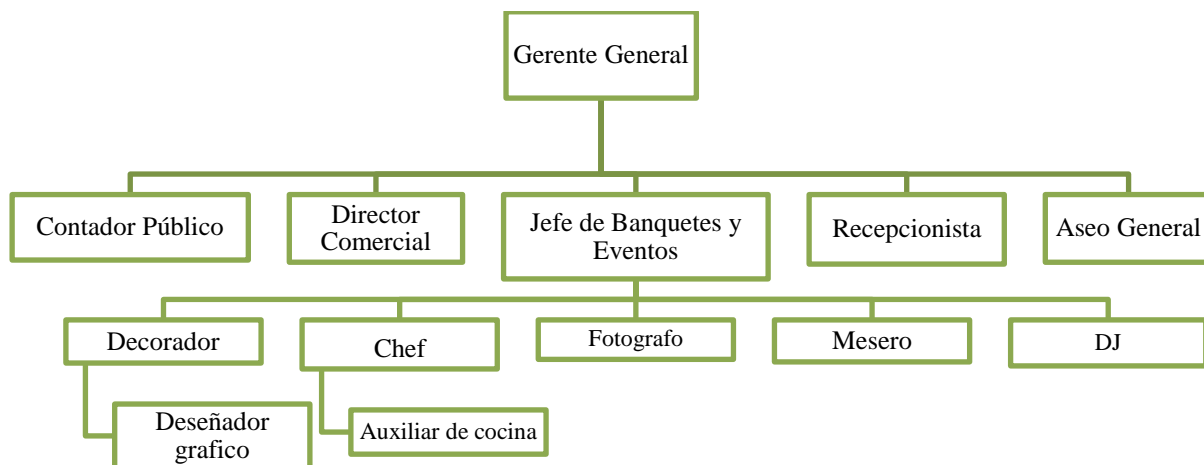 Gerente General
Contador Público
Director
Comercial
Jefe de Banquetes y
Eventos
Recepcionista
Aseo General
Decorador
Chef
Fotografo
Mesero
DJ
Deseñador
grafico
Auxiliar de cocina